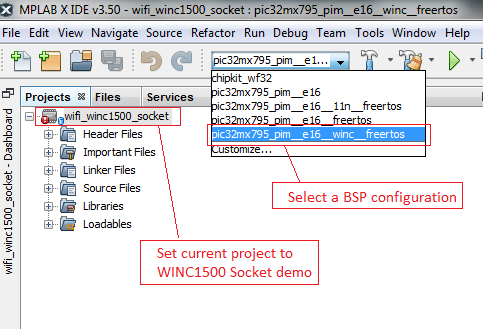 MPLAB X IDE v3.50 - wifi_winc1500_socket : pic32mx795_pim__e16__winc__freertos
File Edit View Navigate Source Refactor Run Debug Team Tools Window Help
pic32mx795_pim__e1...
chipkit_wf32
pic32mx795_pim__e16
pic32mx795_pim__e16__11n__freertos
pic32mx795_pim__e16__freertos
pic32mx795_pim__e16__winc__freertos
Customize...
Projects Files Services
wifi_winc1500_socket
Header Files
Important Files
Linker Files
Source Files
Libraries
Loadables
wifi_winc1500_socket - Dashboard
Select a BSP configuration
Set current project to
WINC1500 Socket demo